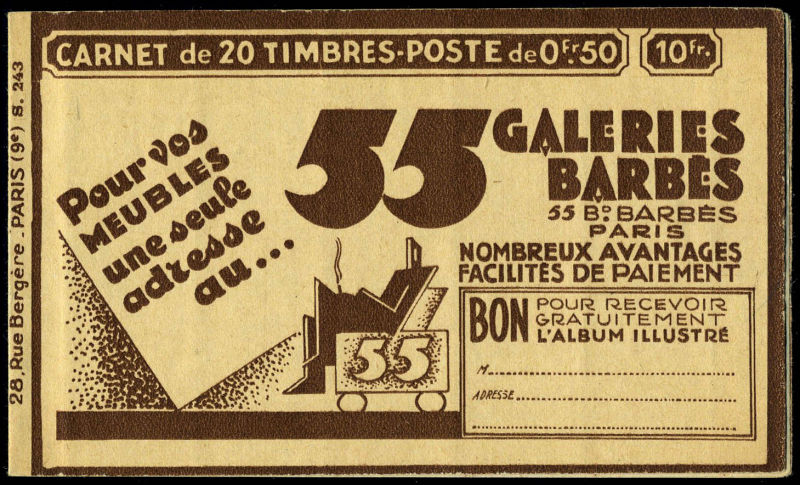 CARNET de 20 TIMBRES-POSTE de 0Fr.50
10Fr.
28 Rue Bergère. PARIS (9e) S. 243
Pour vos
MEUBLES
une seule
adresse
au...
55
GALERIES
BARBÈS
55 BD. BARBÈS
PARIS
NOMBREUX AVANTAGES
FACILITÉS DE PAIEMENT
55
BON POUR RECEVOIR
GRATUITEMENT
L'ALBUM ILLUSTRÉ
M
ADRESSE